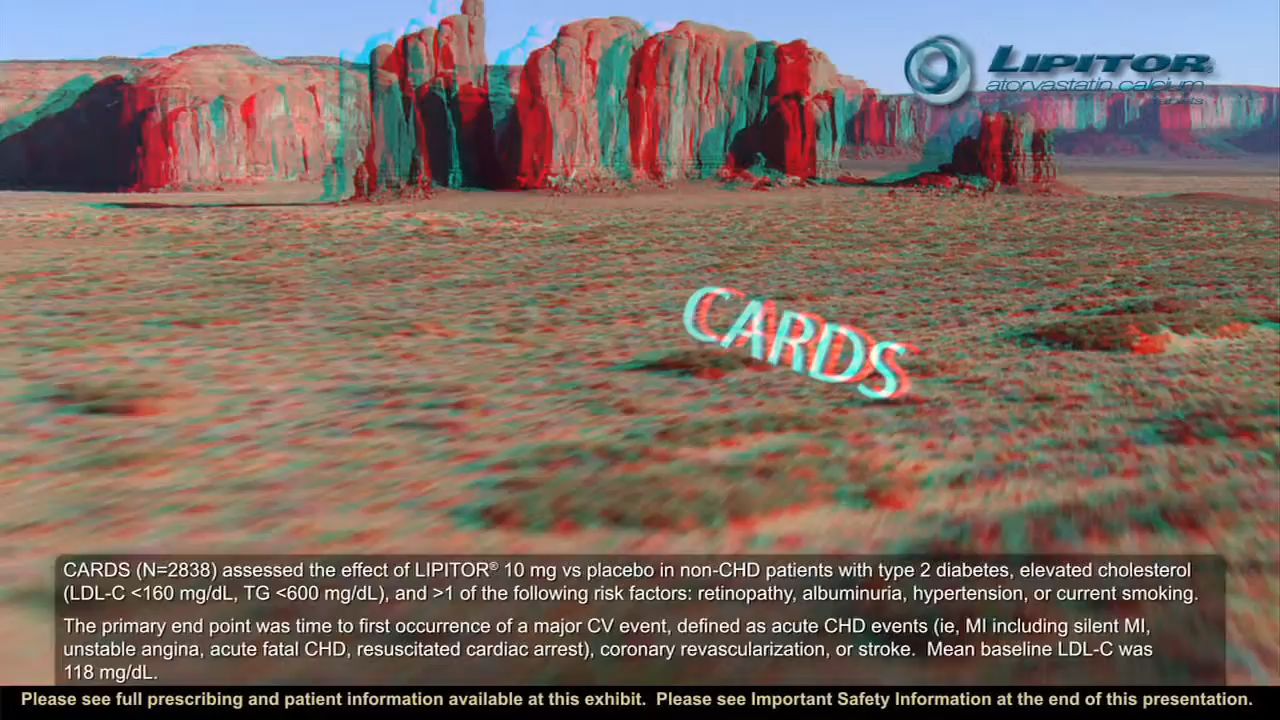 LIPITOR
atorvastatin calcium
tablets
CARDS
CARDS (N=2838) assessed the effect of LIPITOR® 10 mg vs placebo in non-CHD patients with type 2 diabetes, elevated cholesterol
(LDL-C <160 mg/dL, TG <600 mg/dL), and >1 of the following risk factors: retinopathy, albuminuria, hypertension, or current smoking.
The primary end point was time to first occurrence of a major CV event, defined as acute CHD events (ie, MI including silent MI,
unstable angina, acute fatal CHD, resuscitated cardiac arrest), coronary revascularization, or stroke.  Mean baseline LDL-C was
118 mg/dL.
Please see full prescribing and patient information available at this exhibit.  Please see Important Safety Information at the end of this presentation.